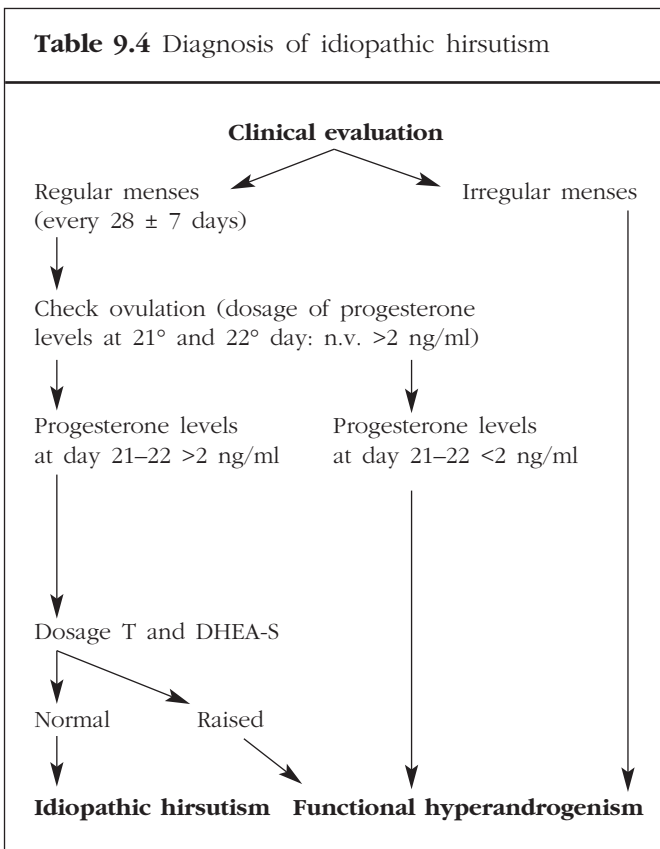 Table 9.4 Diagnosis of idiopathic hirsutism
Clinical evaluation
Regular menses
(every 28 ± 7 days)
Irregular menses
Check ovulation (dosage of progesterone
levels at 21° and 22° day: n.v. >2 ng/ml)
Progesterone levels
at day 21–22 >2 ng/ml
Progesterone levels
at day 21–22 <2 ng/ml
Dosage T and DHEA-S
Normal
Raised
Idiopathic hirsutism
Functional hyperandrogenism